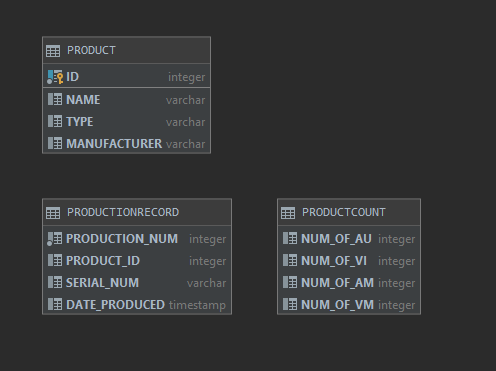 PRODUCT
ID integer
NAME varchar
TYPE varchar
MANUFACTURER varchar
PRODUCTIONRECORD
PRODUCTION_NUM integer
PRODUCT_ID integer
SERIAL_NUM varchar
DATE_PRODUCED timestamp
PRODUCTCOUNT
NUM_OF_AU integer
NUM_OF_VI integer
NUM_OF_AM integer
NUM_OF_VM integer